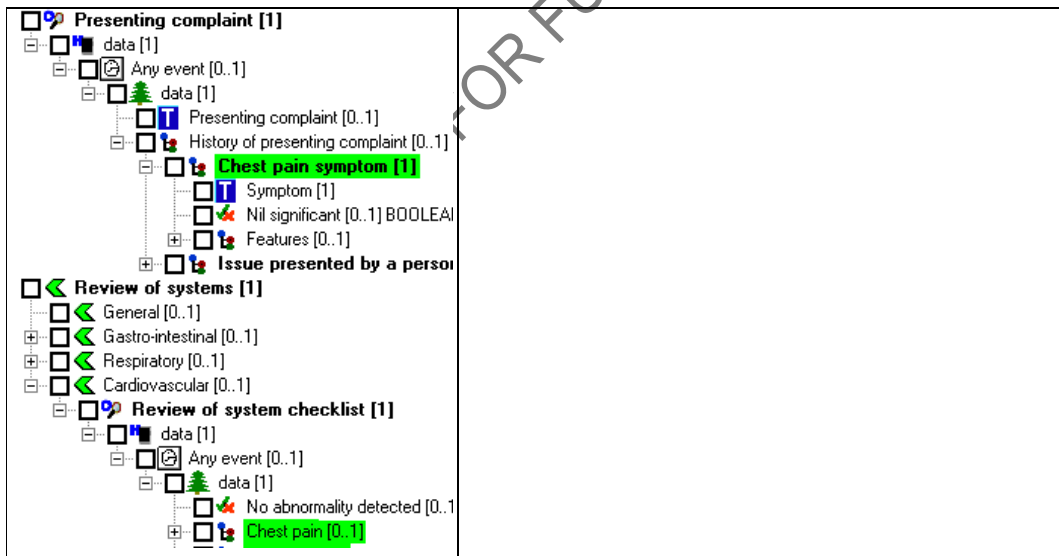 Presenting complaint [1]
data [1]
Any event [0..1]
data [1]
Presenting complaint [0..1]
History of presenting complaint [0..1]
Chest pain symptom [1]
Symptom [1]
Nil significant [0..1]
Features [0..1]
Issue presented by a
Review of systems [1]
General [0..1]
Gastro-intestinal [0..1]
Respiratory [0..1]
Cardiovascular [0..1]
Review of system checklist [1]
data [1]
Any event [0..1]
data [1]
No abnormality detected [0..1
Chest pain [0..1]
FOR